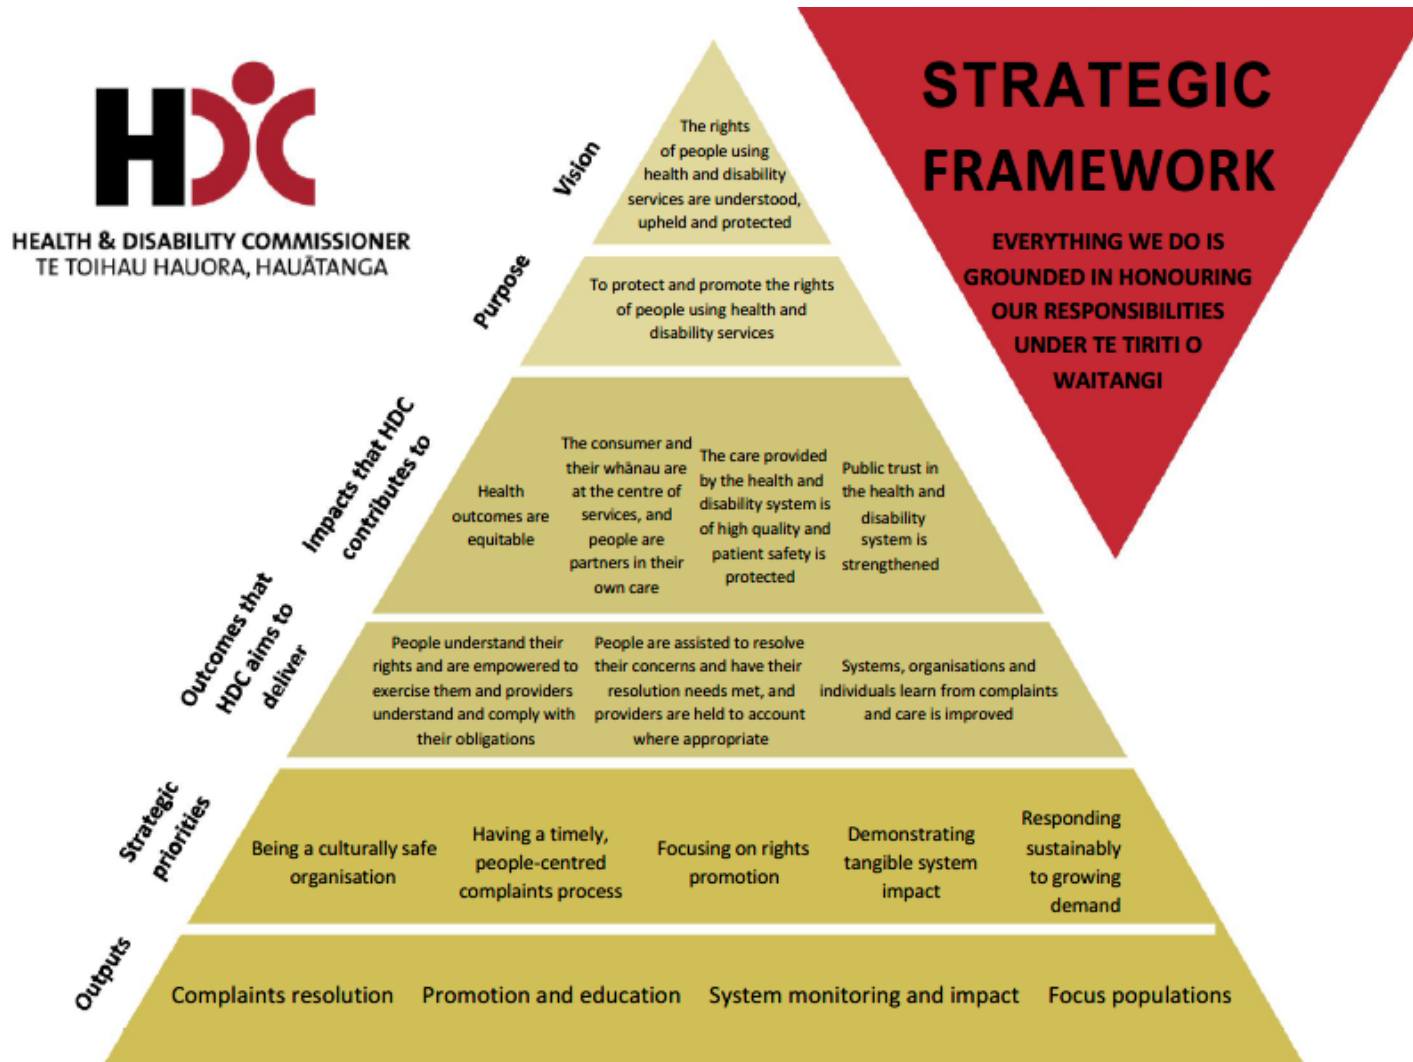 HDC
HEALTH & DISABILITY COMMISSIONER
TE TOIHAU HAUORA, HAUĀTANGA
STRATEGIC
FRAMEWORK
EVERYTHING WE DO IS
GROUNDED IN HONOURING
OUR RESPONSIBILITIES
UNDER TE TIRITI O
WAITANGI
Vision
The rights
of people using
health and disability
services are understood,
upheld and protected
Purpose
To protect and promote the rights
of people using health and
disability services
Impacts that HDC
contributes to
Health
outcomes are
equitable
The consumer and
their whānau are
at the centre of
services, and
people are
partners in their
own care
The care provided
by the health and
disability system is
of high quality and
patient safety is
protected
Public trust in
the health and
disability
system is
strengthened
Outcomes that
HDC aims to
deliver
People understand their
rights and are empowered to
exercise them and providers
understand and comply with
their obligations
People are assisted to resolve
their concerns and have their
resolution needs met, and
providers are held to account
where appropriate
Systems, organisations and
individuals learn from complaints
and care is improved
Strategic
priorities
Being a culturally safe
organisation
Having a timely,
people-centred
complaints process
Focusing on rights
promotion
Demonstrating
tangible system
impact
Responding
sustainably
to growing
demand
Outputs
Complaints resolution
Promotion and education
System monitoring and impact
Focus populations